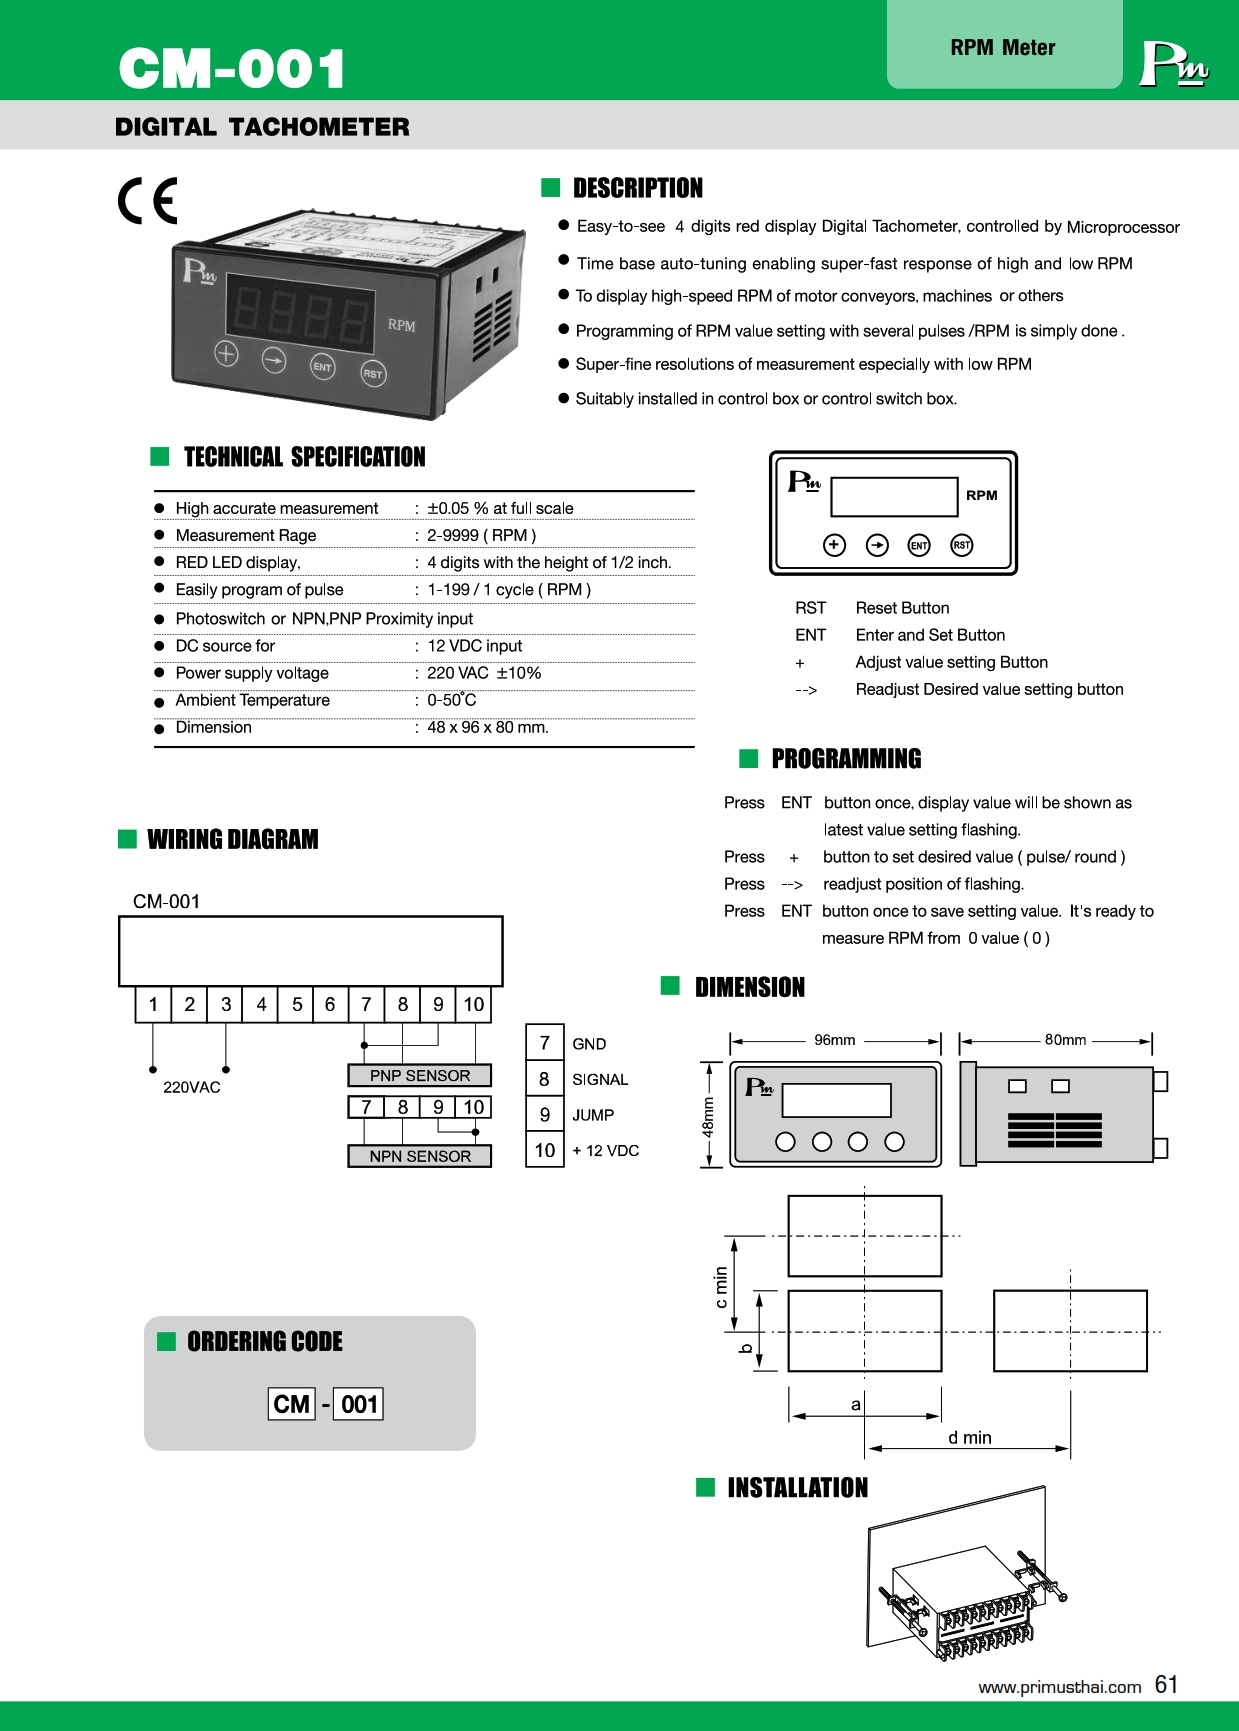 CM-001
RPM Meter
Pm
DIGITAL TACHOMETER
CE
Pm
RPM
+
→
ENT
RST
DESCRIPTION
● Easy-to-see 4 digits red display Digital Tachometer, controlled by Microprocessor
● Time base auto-tuning enabling super-fast response of high and low RPM
● To display high-speed RPM of motor conveyors, machines or others
● Programming of RPM value setting with several pulses /RPM is simply done .
● Super-fine resolutions of measurement especially with low RPM
● Suitably installed in control box or control switch box.
TECHNICAL SPECIFICATION
● High accurate measurement : ±0.05 % at full scale
● Measurement Rage : 2-9999 ( RPM )
● RED LED display, : 4 digits with the height of 1/2 inch.
● Easily program of pulse : 1-199 / 1 cycle ( RPM )
● Photoswitch or NPN,PNP Proximity input
● DC source for : 12 VDC input
● Power supply voltage : 220 VAC ±10%
● Ambient Temperature : 0-50°C
● Dimension : 48 x 96 x 80 mm.
Pm
RPM
+ → ENT RST
RST Reset Button
ENT Enter and Set Button
+ Adjust value setting Button
--> Readjust Desired value setting button
PROGRAMMING
Press ENT button once, display value will be shown as
latest value setting flashing.
Press + button to set desired value ( pulse/ round )
Press --> readjust position of flashing.
Press ENT button once to save setting value. It's ready to
measure RPM from 0 value ( 0 )
WIRING DIAGRAM
CM-001
1 2 3 4 5 6 7 8 9 10
220VAC
PNP SENSOR
7 8 9 10
NPN SENSOR
7 GND
8 SIGNAL
9 JUMP
10 + 12 VDC
DIMENSION
96mm
80mm
48mm
Pm
c min
b
a
d min
ORDERING CODE
CM - 001
INSTALLATION
www.primusthai.com 61